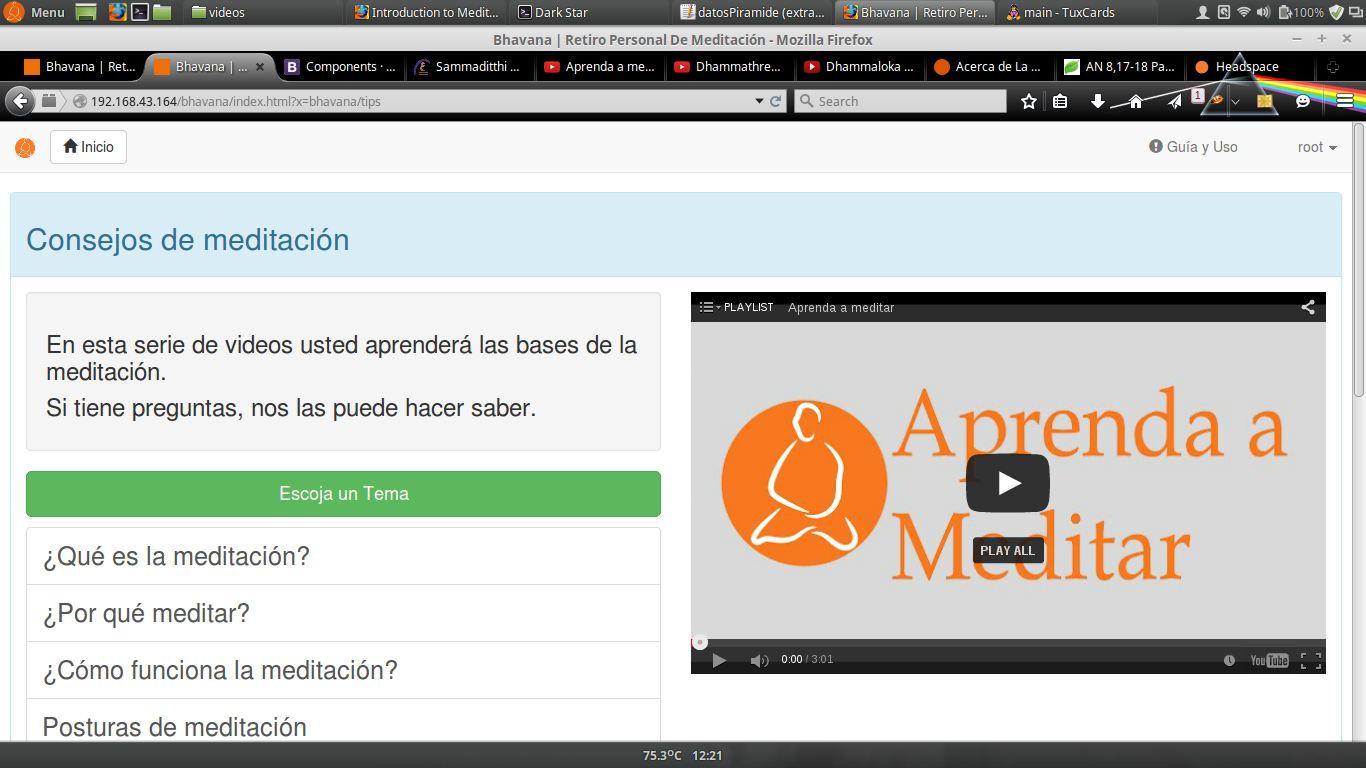 Menu
videos
Introduction to Medit...
Dark Star
datosPiramide (extra...
Bhavana | Retiro Per...
main - TuxCards
100%
Bhavana | Retiro Personal De Meditación - Mozilla Firefox
Bhavana | Ret...
Bhavana | ...
Components · ...
Sammaditthi ...
Aprenda a me...
Dhammathre...
Dhammaloka ...
Acerca de La ...
AN 8,17-18 Pa...
Headspace
192.168.43.164/bhavana/index.html?x=bhavana/tips
Search
1
Inicio
Guía y Uso
root
Consejos de meditación
En esta serie de videos usted aprenderá las bases de la
meditación.
Si tiene preguntas, nos las puede hacer saber.
Escoja un Tema
¿Qué es la meditación?
¿Por qué meditar?
¿Cómo funciona la meditación?
Posturas de meditación
PLAYLIST
Aprenda a meditar
Aprenda a
Meditar
PLAY ALL
0:00 / 3:01
YouTube
75.3ºC 12:21